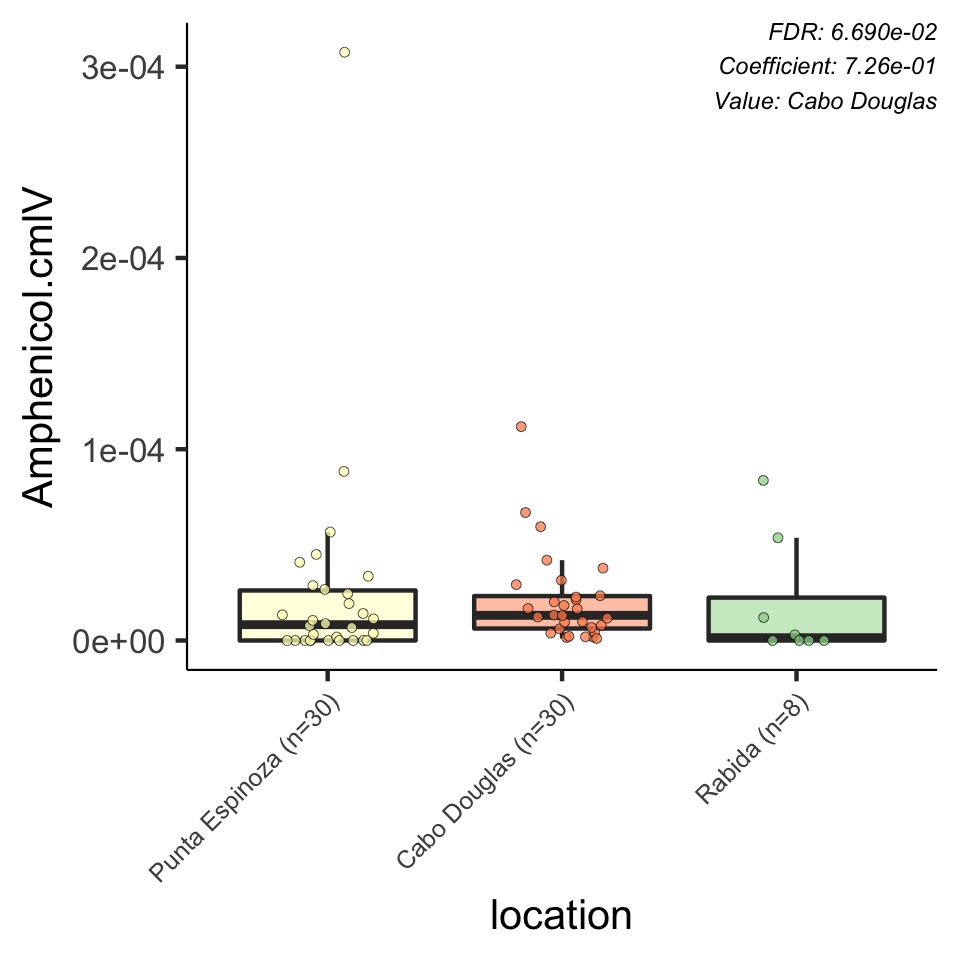 FDR: 6.690e-02
Coefficient: 7.26e-01
Value: Cabo Douglas
Amphenicol.cmlV
3e-04
2e-04
1e-04
0e+00
Punta Espinoza (n=30)
Cabo Douglas (n=30)
Rabida (n=8)
location